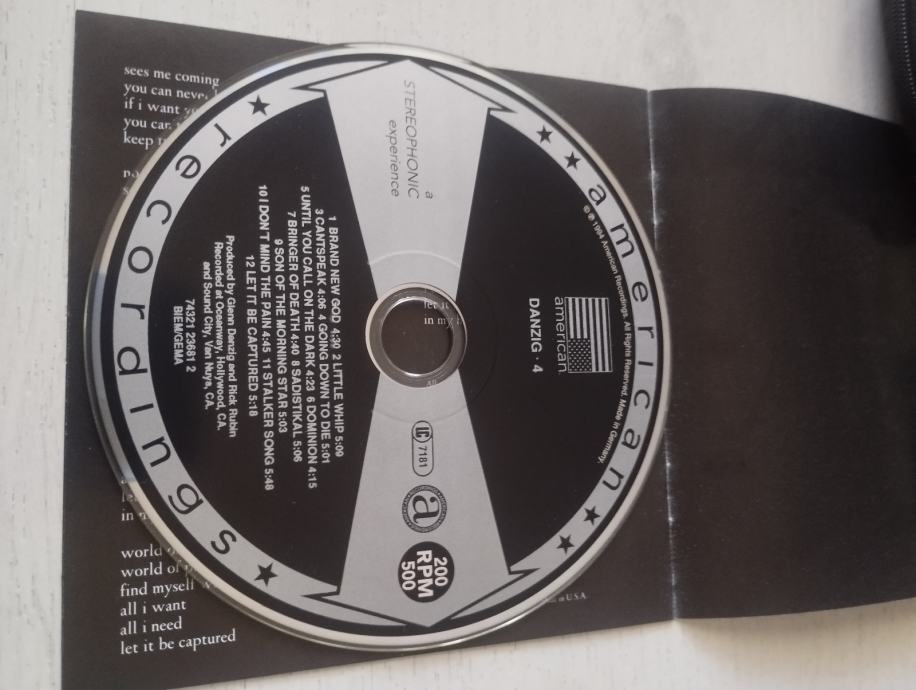 american recordings
a
STEREOPHONIC
experience
℗ © 1994 American Recordings. All Rights Reserved. Made in Germany.
american
DANZIG · 4
1 BRAND NEW GOD 4:30 2 LITTLE WHIP 5:09
3 CANTSPEAK 4:06 4 GOING DOWN TO DIE 5:01
5 UNTIL YOU CALL ON THE DARK 4:23 6 DOMINION 4:15
7 BRINGER OF DEATH 4:40 8 SADISTIKAL 5:06
9 SON OF THE MORNING STAR 5:03
10 I DON'T MIND THE PAIN 4:45 11 STALKER SONG 5:48
12 LET IT BE CAPTURED 5:18
Produced by Glenn Danzig and Rick Rubin
Recorded at Oceanway, Hollywood, CA.
and Sound City, Van Nuys, CA.
74321 23681 2
BIEM/GEMA
LC 7181
a
200
RPM
500
sees me coming
you can never
if i want
you can
keep
let it
in my
in
world
world of
find myself
all i want
all i need
let it be captured
in U.S.A.